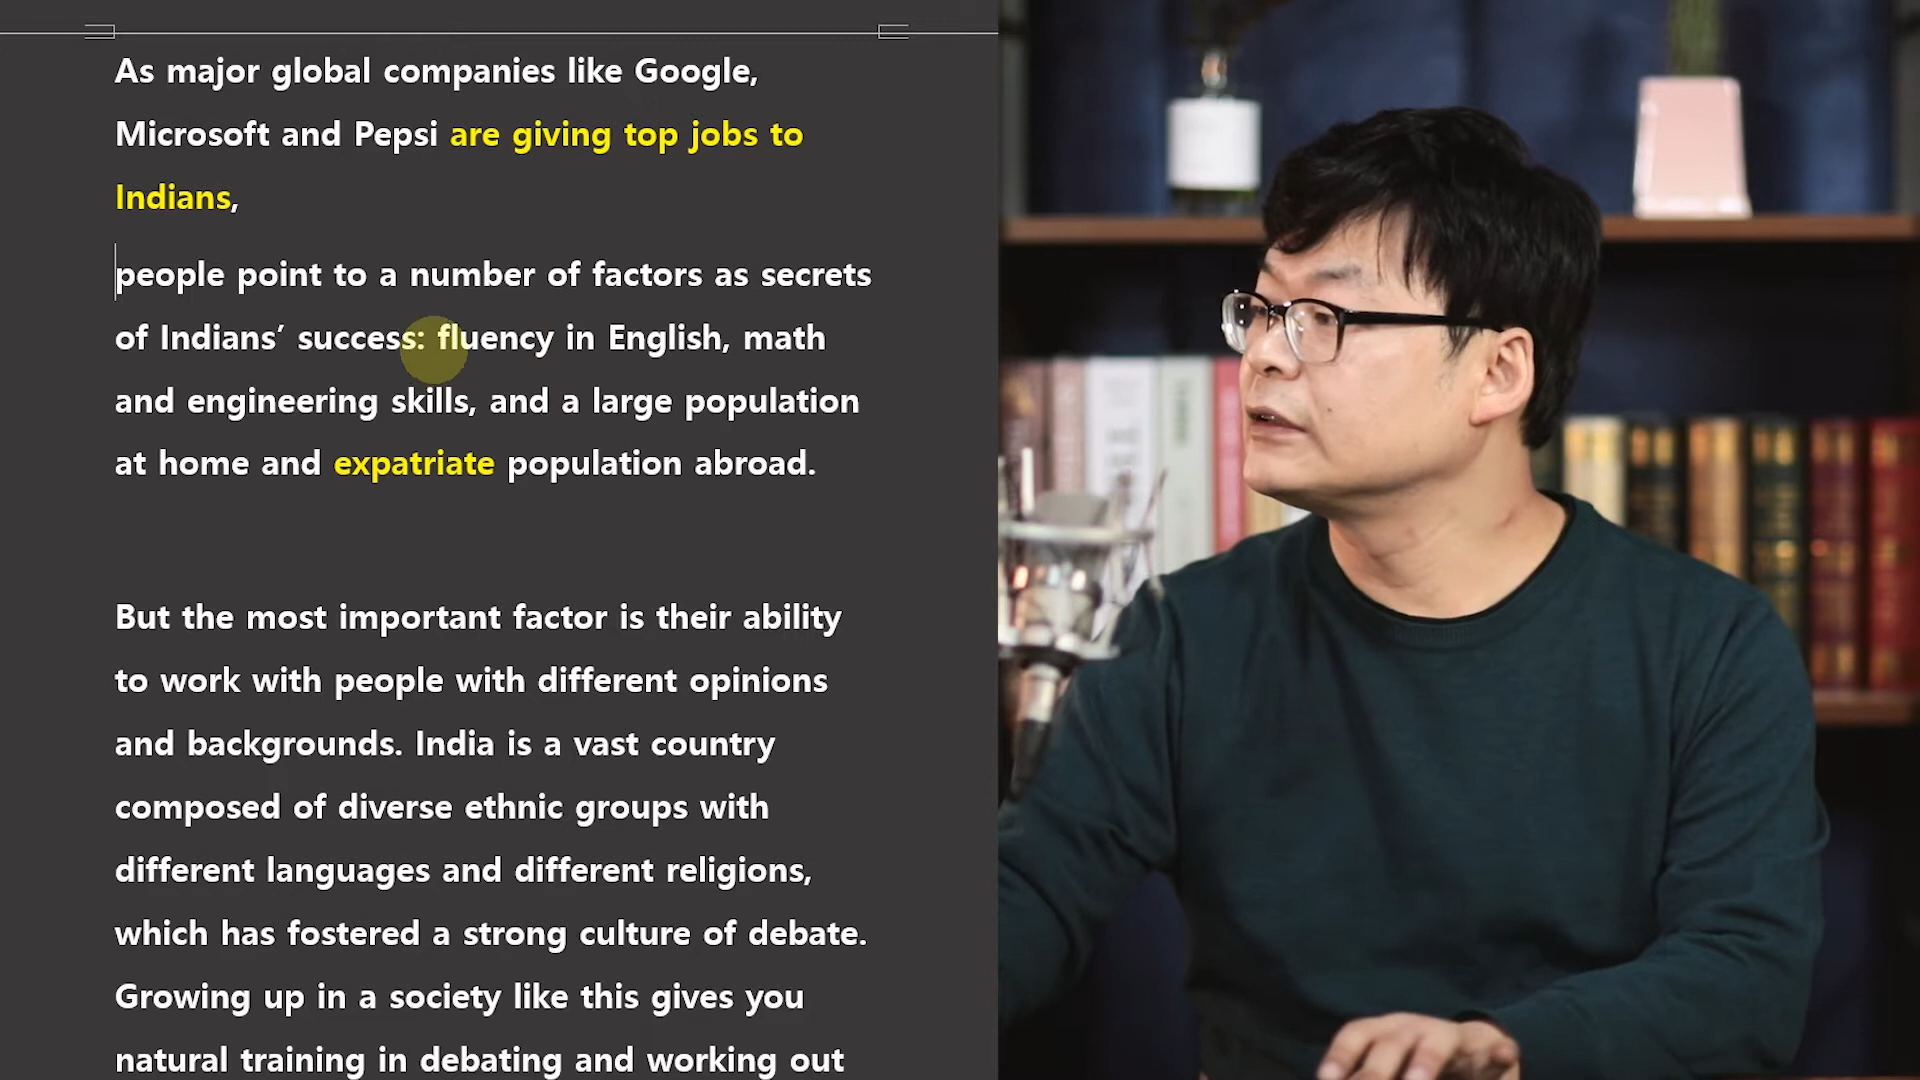 As major global companies like Google,
Microsoft and Pepsi are giving top jobs to
Indians,
people point to a number of factors as secrets
of Indians’ success: fluency in English, math
and engineering skills, and a large population
at home and expatriate population abroad.
But the most important factor is their ability
to work with people with different opinions
and backgrounds. India is a vast country
composed of diverse ethnic groups with
different languages and different religions,
which has fostered a strong culture of debate.
Growing up in a society like this gives you
natural training in debating and working out